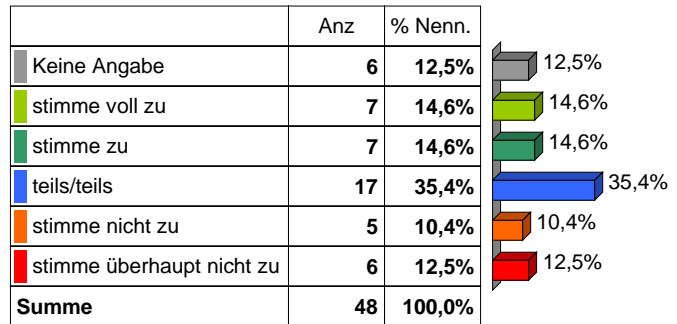 Anz % Nenn.
Keine Angabe 6 12,5% 12,5%
stimme voll zu 7 14,6% 14,6%
stimme zu 7 14,6% 14,6%
teils/teils 17 35,4% 35,4%
stimme nicht zu 5 10,4% 10,4%
stimme überhaupt nicht zu 6 12,5% 12,5%
Summe 48 100,0%